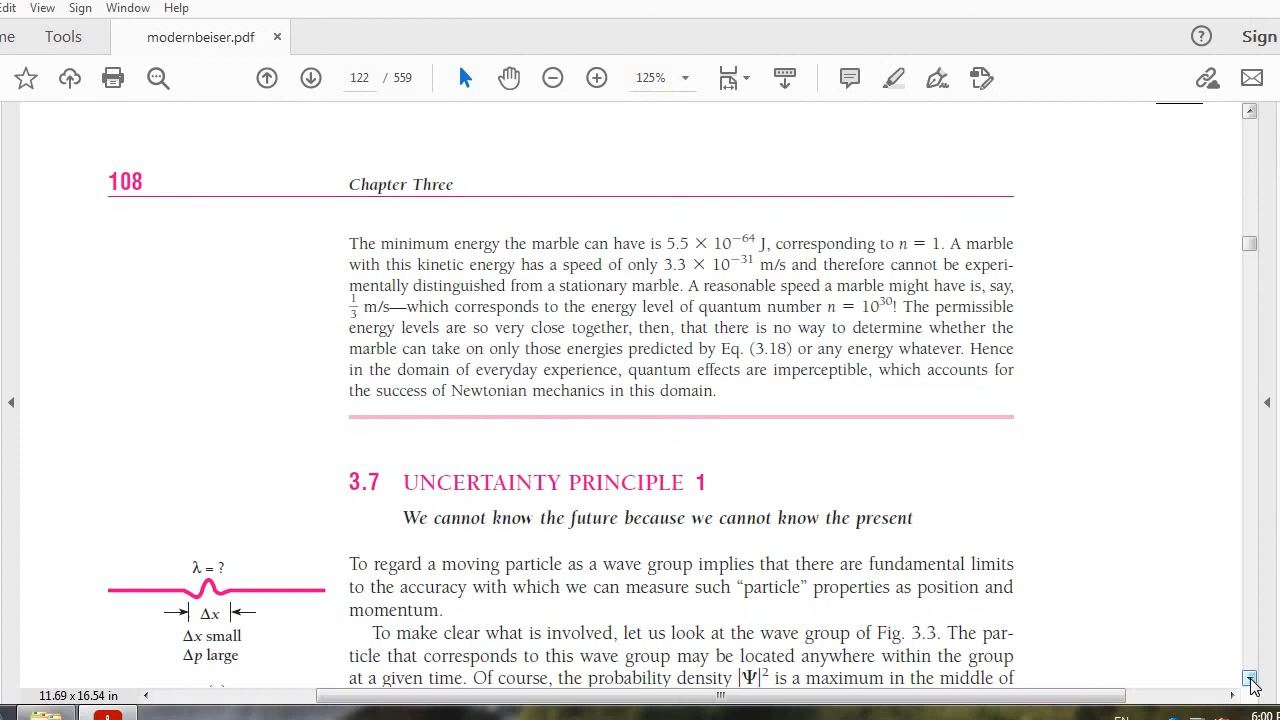 Edit View Sign Window Help
me Tools modernbeiser.pdf × ? Sign
122 / 559 125%
108 Chapter Three
The minimum energy the marble can have is 5.5 × 10⁻⁶⁴ J, corresponding to n = 1. A marble
with this kinetic energy has a speed of only 3.3 × 10⁻³¹ m/s and therefore cannot be experi-
mentally distinguished from a stationary marble. A reasonable speed a marble might have is, say,
1/3 m/s—which corresponds to the energy level of quantum number n = 10³⁰! The permissible
energy levels are so very close together, then, that there is no way to determine whether the
marble can take on only those energies predicted by Eq. (3.18) or any energy whatever. Hence
in the domain of everyday experience, quantum effects are imperceptible, which accounts for
the success of Newtonian mechanics in this domain.
3.7 UNCERTAINTY PRINCIPLE 1
We cannot know the future because we cannot know the present
To regard a moving particle as a wave group implies that there are fundamental limits
to the accuracy with which we can measure such “particle” properties as position and
momentum.
To make clear what is involved, let us look at the wave group of Fig. 3.3. The par-
ticle that corresponds to this wave group may be located anywhere within the group
at a given time. Of course, the probability density |Ψ|² is a maximum in the middle of
λ = ?
Δx
Δx small
Δp large
11.69 x 16.54 in
EN 6:00 PM